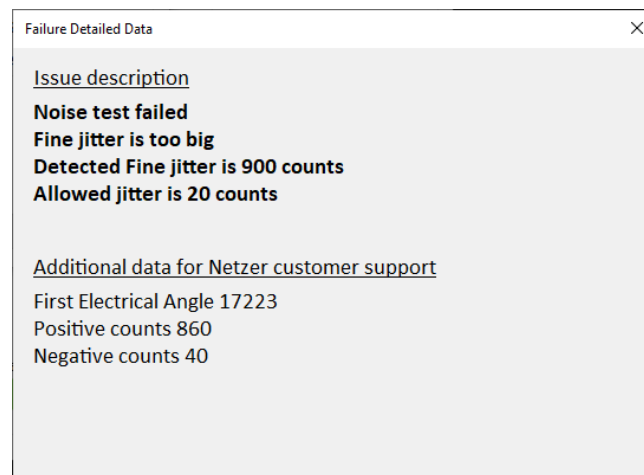 Failure Detailed Data
Issue description
Noise test failed
Fine jitter is too big
Detected Fine jitter is 900 counts
Allowed jitter is 20 counts
Additional data for Netzer customer support
First Electrical Angle 17223
Positive counts 860
Negative counts 40